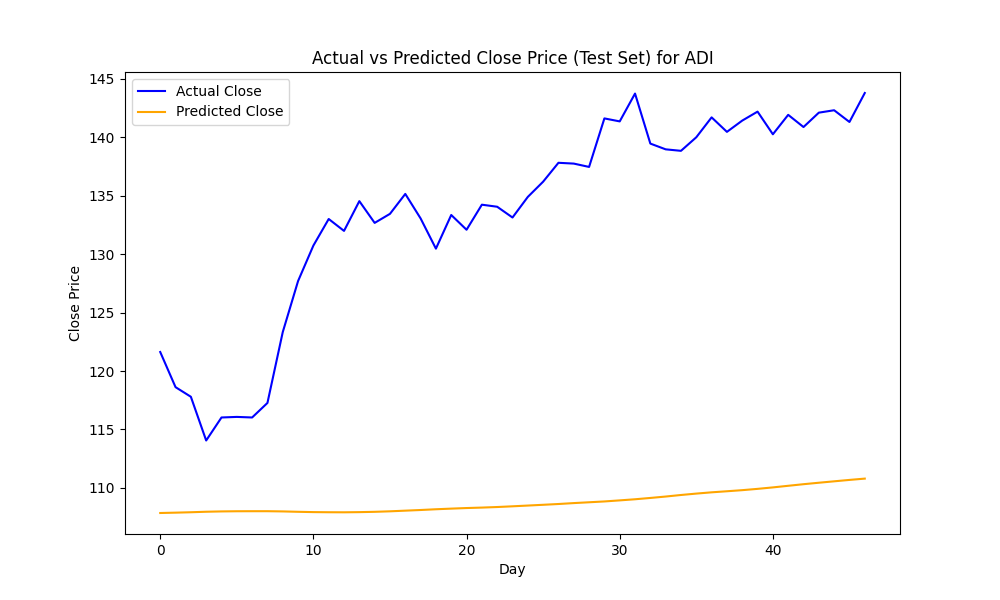 Actual vs Predicted Close Price (Test Set) for ADI
Actual Close
Predicted Close
145
140
135
130
125
120
115
110
Close Price
0 10 20 30 40
Day